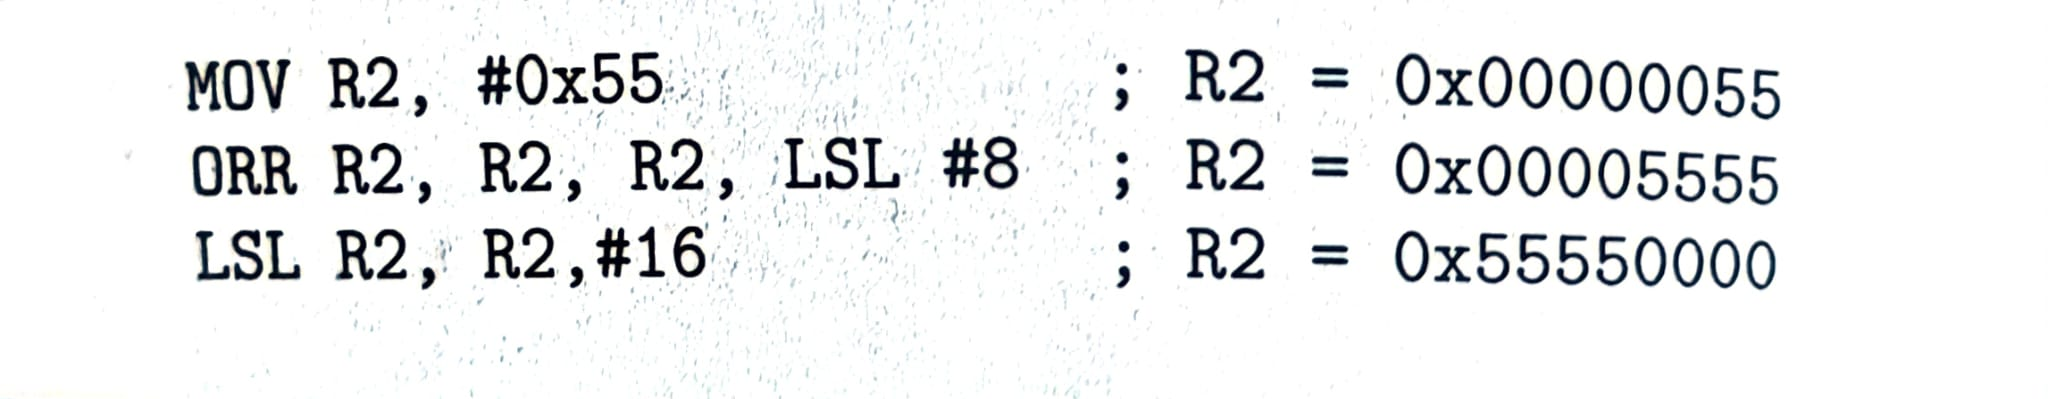 MOV R2, #0x55 ; R2 = 0x00000055
ORR R2, R2, R2, LSL #8 ; R2 = 0x00005555
LSL R2, R2,#16 ; R2 = 0x55550000